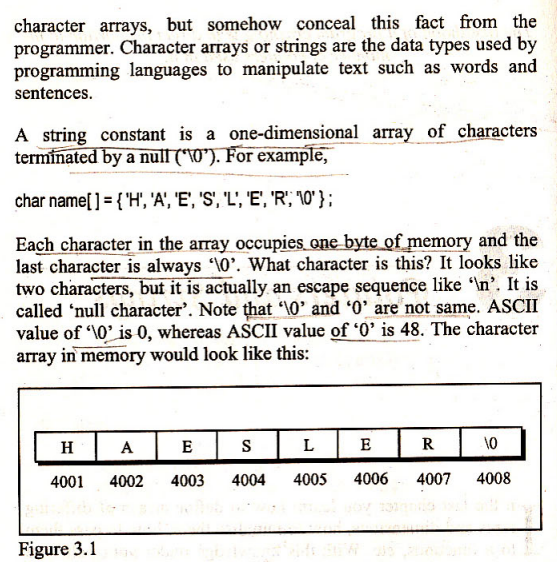 character arrays, but somehow conceal this fact from the
programmer. Character arrays or strings are the data types used by
programming languages to manipulate text such as words and
sentences.
A string constant is a one-dimensional array of characters
terminated by a null (‘\0’). For example,
char name[ ] = { 'H', 'A', 'E', 'S', 'L', 'E', 'R', '\0' } ;
Each character in the array occupies one byte of memory and the
last character is always ‘\0’. What character is this? It looks like
two characters, but it is actually an escape sequence like ‘\n’. It is
called ‘null character’. Note that ‘\0’ and ‘0’ are not same. ASCII
value of ‘\0’ is 0, whereas ASCII value of ‘0’ is 48. The character
array in memory would look like this:
H A E S L E R \0
4001 4002 4003 4004 4005 4006 4007 4008
Figure 3.1